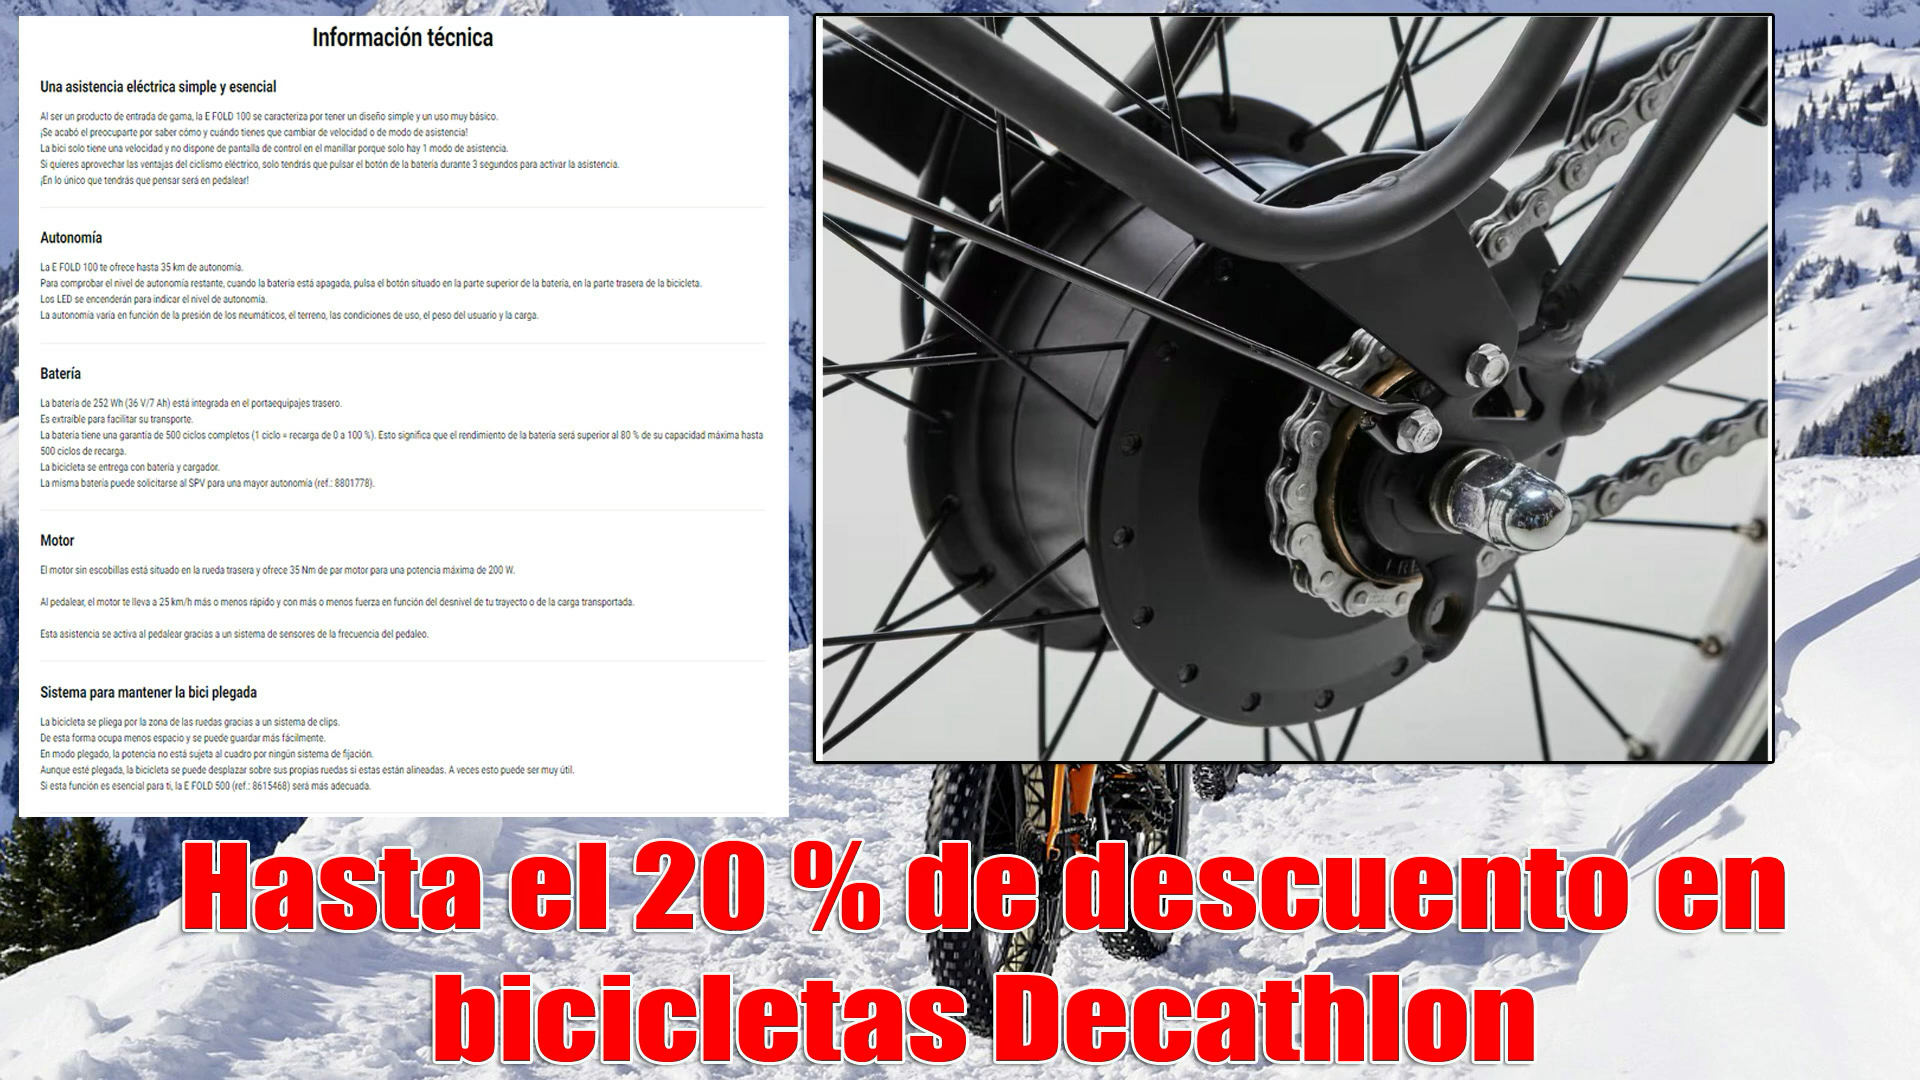 Información técnica
Una asistencia eléctrica simple y esencial
Al ser un producto de entrada de gama, la E FOLD 100 se caracteriza por tener un diseño simple y un uso muy básico.
¡Se acabó el preocuparte por saber cómo y cuándo tienes que cambiar de velocidad o de modo de asistencia!
La bici solo tiene una velocidad y no dispone de pantalla de control en el manillar porque solo hay 1 modo de asistencia.
Si quieres aprovechar las ventajas del ciclismo eléctrico, solo tendrás que pulsar el botón de la batería durante 3 segundos para activar la asistencia.
¡En lo único que tendrás que pensar será en pedalear!
Autonomía
La E FOLD 100 te ofrece hasta 35 km de autonomía.
Para comprobar el nivel de autonomía restante, cuando la batería está apagada, pulsa el botón situado en la parte superior de la batería, en la parte trasera de la bicicleta.
Los LED se encenderán para indicar el nivel de autonomía.
La autonomía varía en función de la presión de los neumáticos, el terreno, las condiciones de uso, el peso del usuario y la carga.
Batería
La batería de 252 Wh (36 V/7 Ah) está integrada en el portaequipajes trasero.
Es extraíble para facilitar su transporte.
La batería tiene una garantía de 500 ciclos completos (1 ciclo = recarga de 0 a 100 %). Esto significa que el rendimiento de la batería será superior al 80 % de su capacidad máxima hasta
500 ciclos de recarga.
La bicicleta se entrega con batería y cargador.
La misma batería puede solicitarse al SPV para una mayor autonomía (ref.: 8801778).
Motor
El motor sin escobillas está situado en la rueda trasera y ofrece 35 Nm de par motor para una potencia máxima de 200 W.
Al pedalear, el motor te lleva a 25 km/h más o menos rápido y con más o menos fuerza en función del desnivel de tu trayecto o de la carga transportada.
Esta asistencia se activa al pedalear gracias a un sistema de sensores de la frecuencia del pedaleo.
Sistema para mantener la bici plegada
La bicicleta se pliega por la zona de las ruedas gracias a un sistema de clips.
De esta forma ocupa menos espacio y se puede guardar más fácilmente.
En modo plegado, la potencia no está sujeta al cuadro por ningún sistema de fijación.
Aunque esté plegada, la bicicleta se puede desplazar sobre sus propias ruedas si estas están alineadas. A veces esto puede ser muy útil.
Si esta función es esencial para ti, la E FOLD 500 (ref.: 8615468) será más adecuada.
Hasta el 20 % de descuento en
bicicletas Decathlon